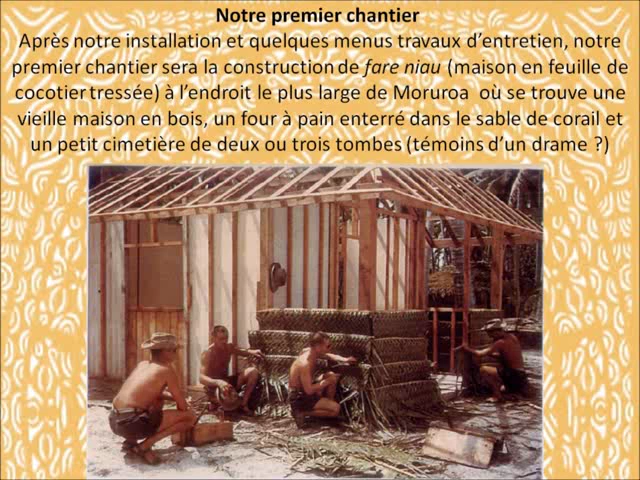 Notre premier chantier
Après notre installation et quelques menus travaux d’entretien, notre
premier chantier sera la construction de fare niau (maison en feuille de
cocotier tressée) à l’endroit le plus large de Moruroa où se trouve une
vieille maison en bois, un four à pain enterré dans le sable de corail et
un petit cimetière de deux ou trois tombes (témoins d’un drame ?)